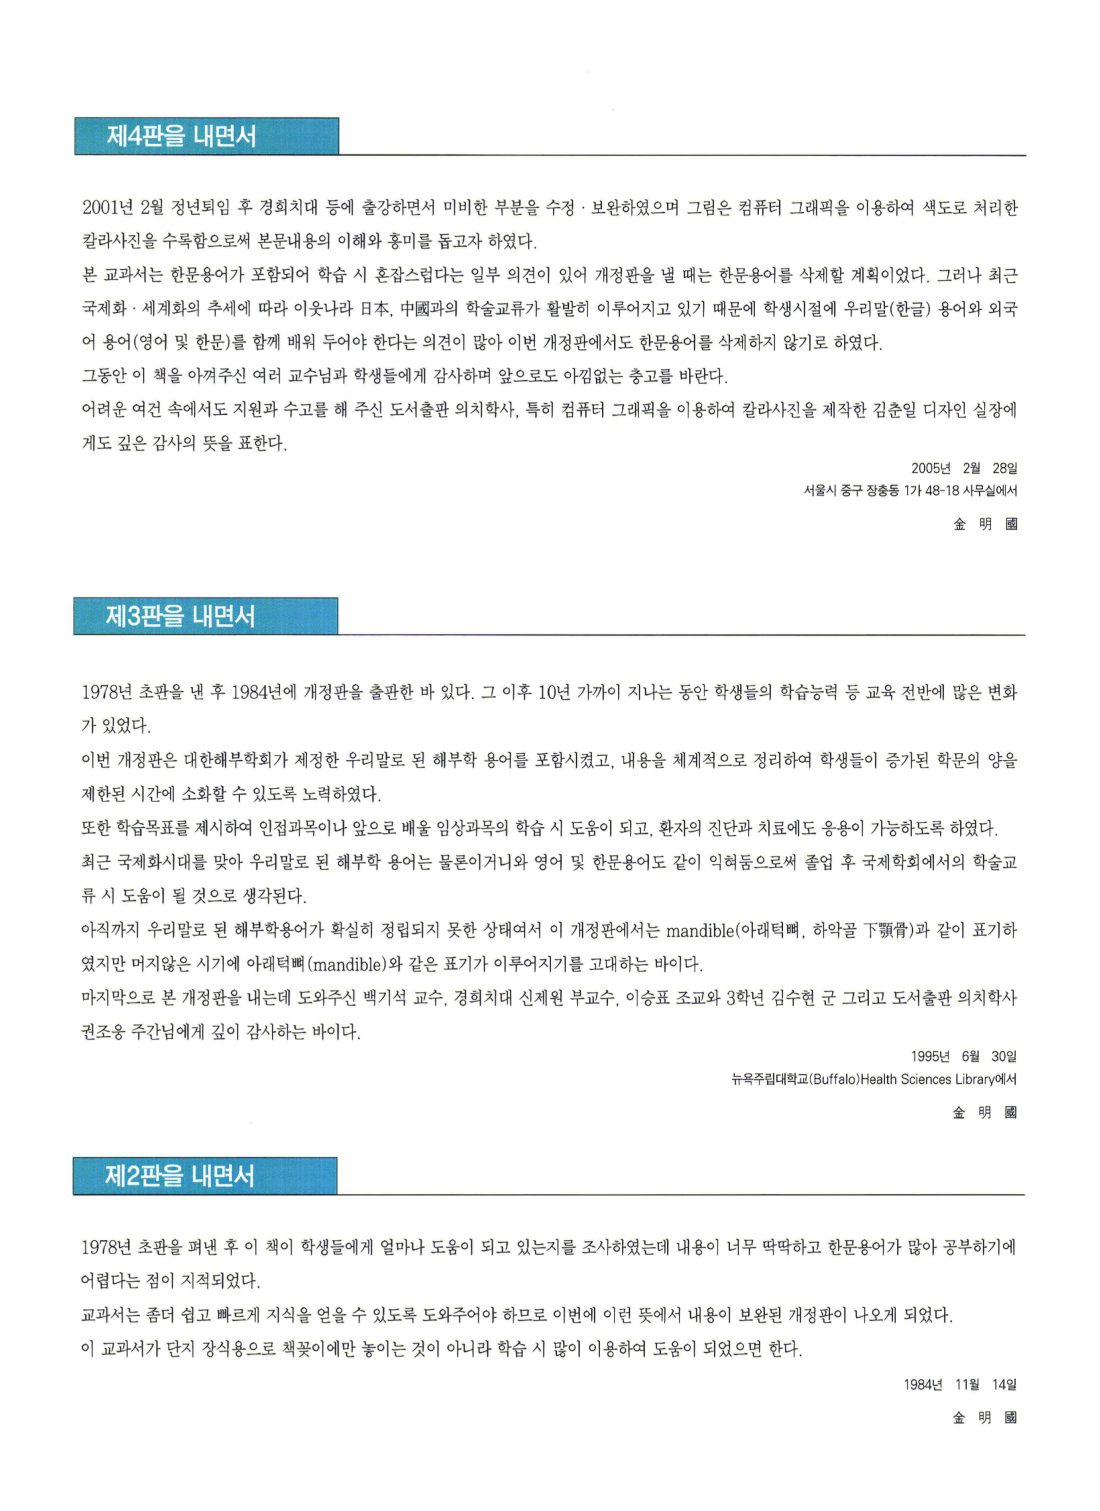 제4판을 내면서
2001년 2월 정년퇴임 후 경희치대 등에 출강하면서 미비한 부분을 수정 · 보완하였으며 그림은 컴퓨터 그래픽을 이용하여 색도로 처리한
칼라사진을 수록함으로써 본문내용의 이해와 흥미를 돕고자 하였다.
본 교과서는 한문용어가 포함되어 학습 시 혼잡스럽다는 일부 의견이 있어 개정판을 낼 때는 한문용어를 삭제할 계획이었다. 그러나 최근
국제화 · 세계화의 추세에 따라 이웃나라 日本, 中國과의 학술교류가 활발히 이루어지고 있기 때문에 학생시절에 우리말(한글) 용어와 외국
어 용어(영어 및 한문)를 함께 배워 두어야 한다는 의견이 많아 이번 개정판에서도 한문용어를 삭제하지 않기로 하였다.
그동안 이 책을 아껴주신 여러 교수님과 학생들에게 감사하며 앞으로도 아낌없는 충고를 바란다.
어려운 여건 속에서도 지원과 수고를 해 주신 도서출판 의치학사, 특히 컴퓨터 그래픽을 이용하여 칼라사진을 제작한 김춘일 디자인 실장에
게도 깊은 감사의 뜻을 표한다.
2005년 2월 28일
서울시 중구 장충동 1가 48-18 사무실에서
金 明 國
제3판을 내면서
1978년 초판을 낸 후 1984년에 개정판을 출판한 바 있다. 그 이후 10년 가까이 지나는 동안 학생들의 학습능력 등 교육 전반에 많은 변화
가 있었다.
이번 개정판은 대한해부학회가 제정한 우리말로 된 해부학 용어를 포함시켰고, 내용을 체계적으로 정리하여 학생들이 증가된 학문의 양을
제한된 시간에 소화할 수 있도록 노력하였다.
또한 학습목표를 제시하여 인접과목이나 앞으로 배울 임상과목의 학습 시 도움이 되고, 환자의 진단과 치료에도 응용이 가능하도록 하였다.
최근 국제화시대를 맞아 우리말로 된 해부학 용어는 물론이거니와 영어 및 한문용어도 같이 익혀둠으로써 졸업 후 국제학회에서의 학술교
류 시 도움이 될 것으로 생각된다.
아직까지 우리말로 된 해부학용어가 확실히 정립되지 못한 상태여서 이 개정판에서는 mandible(아래턱뼈, 하악골 下顎骨)과 같이 표기하
였지만 머지않은 시기에 아래턱뼈(mandible)와 같은 표기가 이루어지기를 고대하는 바이다.
마지막으로 본 개정판을 내는데 도와주신 백기석 교수, 경희치대 신제원 부교수, 이승표 조교와 3학년 김수현 군 그리고 도서출판 의치학사
권조웅 주간님에게 깊이 감사하는 바이다.
1995년 6월 30일
뉴욕주립대학교(Buffalo)Health Sciences Library에서
金 明 國
제2판을 내면서
1978년 초판을 펴낸 후 이 책이 학생들에게 얼마나 도움이 되고 있는지를 조사하였는데 내용이 너무 딱딱하고 한문용어가 많아 공부하기에
어렵다는 점이 지적되었다.
교과서는 좀더 쉽고 빠르게 지식을 얻을 수 있도록 도와주어야 하므로 이번에 이런 뜻에서 내용이 보완된 개정판이 나오게 되었다.
이 교과서가 단지 장식용으로 책꽂이에만 놓이는 것이 아니라 학습 시 많이 이용하여 도움이 되었으면 한다.
1984년 11월 14일
金 明 國